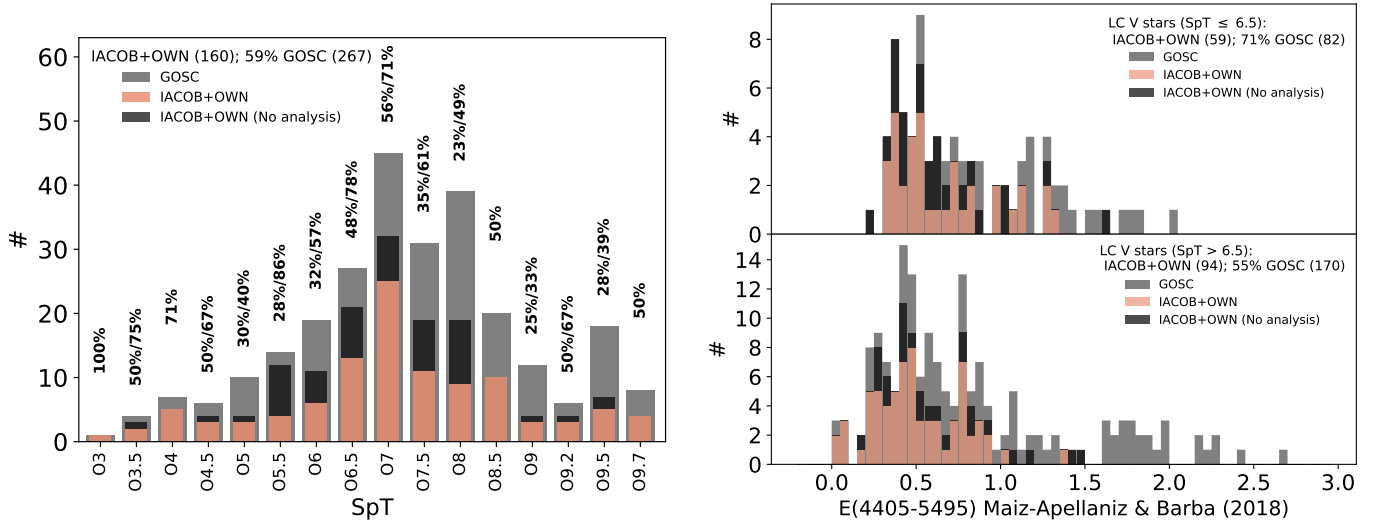 IACOB+OWN (160); 59% GOSC (267)
GOSC
IACOB+OWN
IACOB+OWN (No analysis)
#
60
50
40
30
20
10
0
100%
50%/75%
71%
50%/67%
30%/40%
28%/86%
32%/57%
48%/78%
56%/71%
35%/61%
23%/49%
50%
25%/33%
50%/67%
28%/39%
50%
O3
O3.5
O4
O4.5
O5
O5.5
O6
O6.5
O7
O7.5
O8
O8.5
O9
O9.2
O9.5
O9.7
SpT
LC V stars (SpT ≤ 6.5):
IACOB+OWN (59); 71% GOSC (82)
GOSC
IACOB+OWN
IACOB+OWN (No analysis)
#
8
6
4
2
0
LC V stars (SpT > 6.5):
IACOB+OWN (94); 55% GOSC (170)
GOSC
IACOB+OWN
IACOB+OWN (No analysis)
#
14
12
10
8
6
4
2
0
0.0
0.5
1.0
1.5
2.0
2.5
3.0
E(4405-5495) Maiz-Apellaniz & Barba (2018)